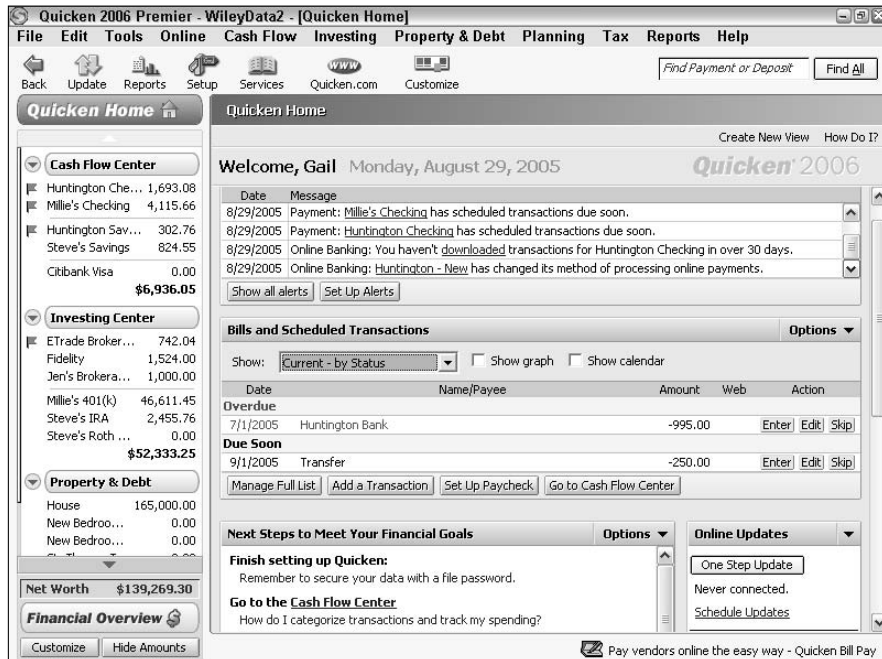 Quicken 2006 Premier - WileyData2 - [Quicken Home]
File Edit Tools Online Cash Flow Investing Property & Debt Planning Tax Reports Help
Back Update Reports Setup Services Quicken.com Customize
www
Find Payment or Deposit Find All
Quicken Home
Cash Flow Center
Huntington Che... 1,693.08
Millie's Checking 4,115.66
Huntington Sav... 302.76
Steve's Savings 824.55
Citibank Visa 0.00
$6,936.05
Investing Center
ETrade Broker... 742.04
Fidelity 1,524.00
Jen's Brokera... 1,000.00
Millie's 401(k) 46,611.45
Steve's IRA 2,455.76
Steve's Roth ... 0.00
$52,333.25
Property & Debt
House 165,000.00
New Bedroo... 0.00
New Bedroo... 0.00
Net Worth $139,269.30
Financial Overview
Customize Hide Amounts
Quicken Home
Create New View How Do I?
Welcome, Gail Monday, August 29, 2005 Quicken 2006
Date Message
8/29/2005 Payment: Millie's Checking has scheduled transactions due soon.
8/29/2005 Payment: Huntington Checking has scheduled transactions due soon.
8/29/2005 Online Banking: You haven't downloaded transactions for Huntington Checking in over 30 days.
8/29/2005 Online Banking: Huntington - New has changed its method of processing online payments.
Show all alerts Set Up Alerts
Bills and Scheduled Transactions Options
Show: Current - by Status Show graph Show calendar
Date Name/Payee Amount Web Action
Overdue
7/1/2005 Huntington Bank -995.00 Enter Edit Skip
Due Soon
9/1/2005 Transfer -250.00 Enter Edit Skip
Manage Full List Add a Transaction Set Up Paycheck Go to Cash Flow Center
Next Steps to Meet Your Financial Goals Options
Finish setting up Quicken:
Remember to secure your data with a file password.
Go to the Cash Flow Center
How do I categorize transactions and track my spending?
Online Updates
One Step Update
Never connected.
Schedule Updates
Pay vendors online the easy way - Quicken Bill Pay